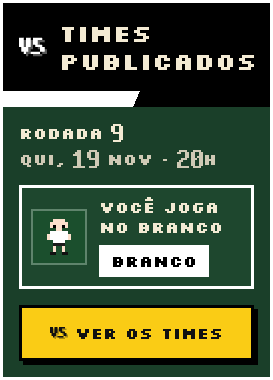 VS TIMES
PUBLICADOS
RODADA 9
QUI, 19 NOV · 20H
VOCÊ JOGA
NO BRANCO
BRANCO
VS VER OS TIMES